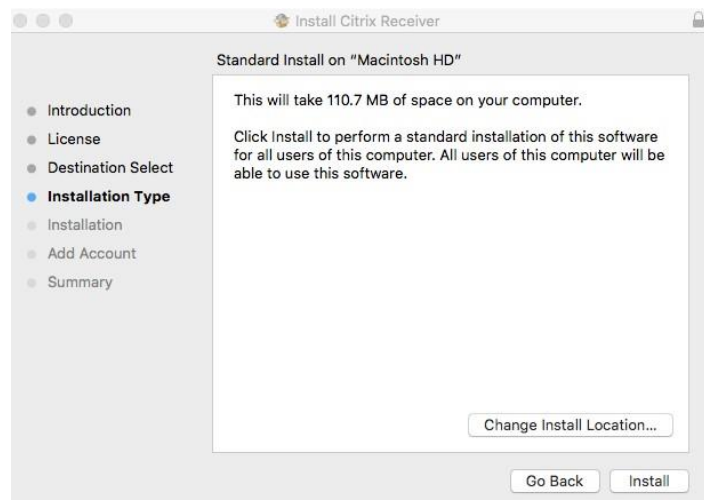 Install Citrix Receiver
Standard Install on "Macintosh HD"
Introduction
License
Destination Select
Installation Type
Installation
Add Account
Summary
This will take 110.7 MB of space on your computer.
Click Install to perform a standard installation of this software
for all users of this computer. All users of this computer will be
able to use this software.
Change Install Location...
Go Back
Install